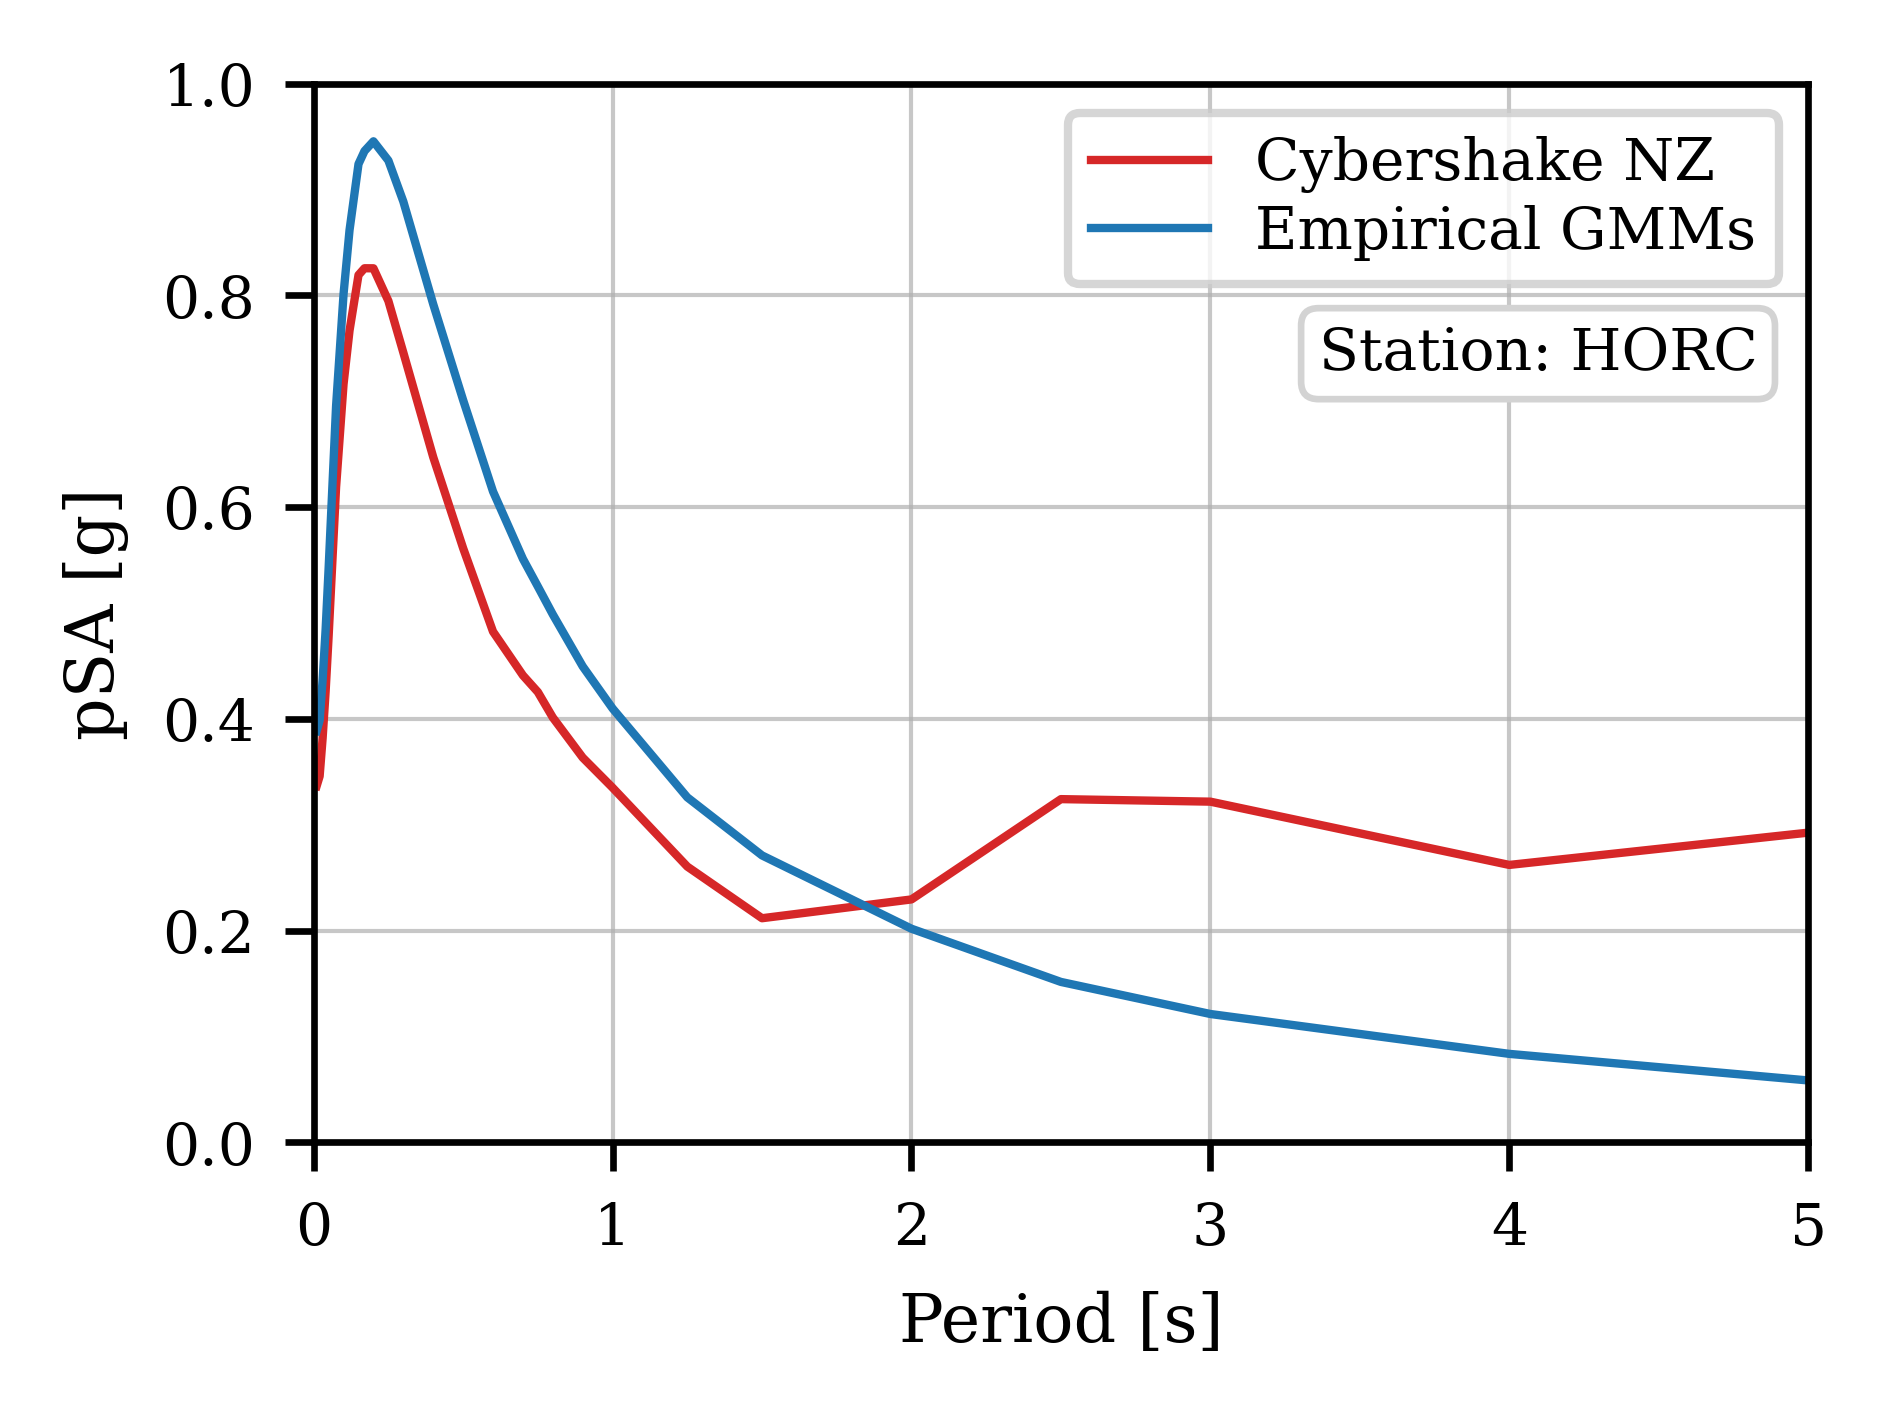 Cybershake NZ
Empirical GMMs
Station: HORC
pSA [g]
1.0
0.8
0.6
0.4
0.2
0.0
0 1 2 3 4 5
Period [s]